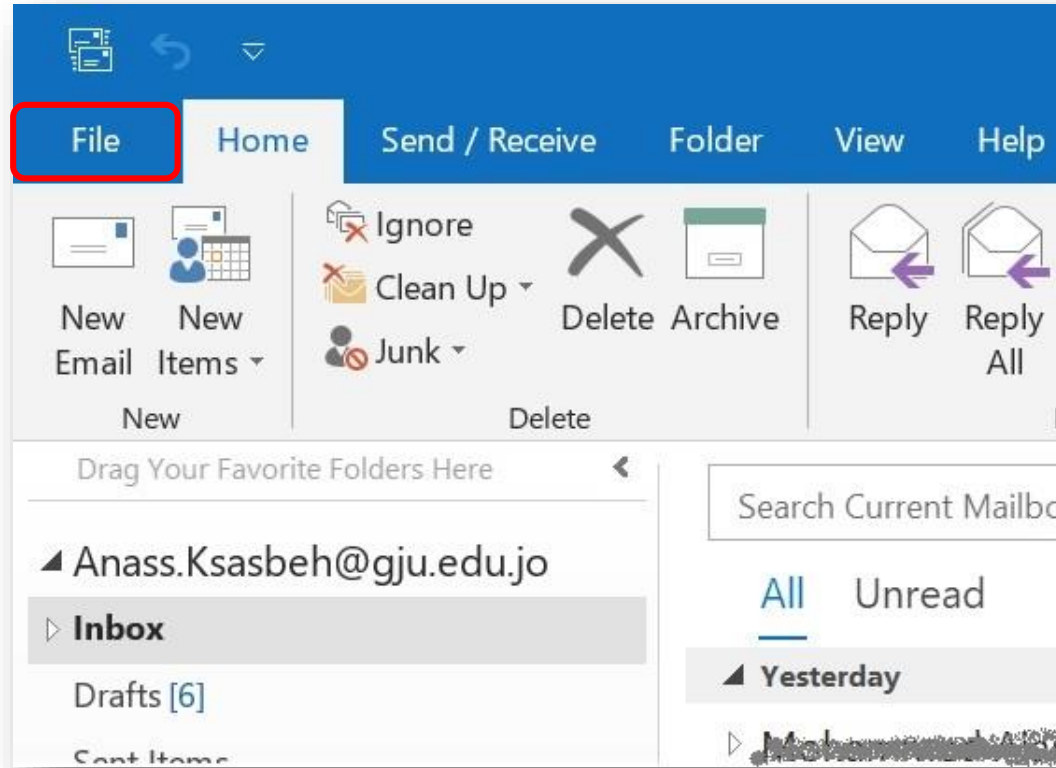 File Home Send / Receive Folder View Help
Ignore
Clean Up
Junk
New Email
New Items
Delete
Archive
Reply
Reply All
New
Delete
Drag Your Favorite Folders Here
Search Current Mailbo
Anass.Ksasbeh@gju.edu.jo
All Unread
Inbox
Yesterday
Drafts [6]
Sent Items